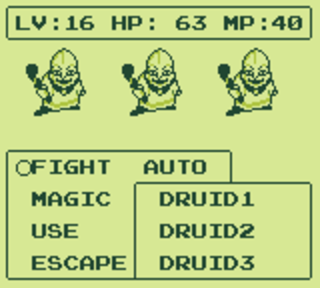 LV:16 HP: 63 MP:40
FIGHT AUTO
MAGIC DRUID1
USE DRUID2
ESCAPE DRUID3